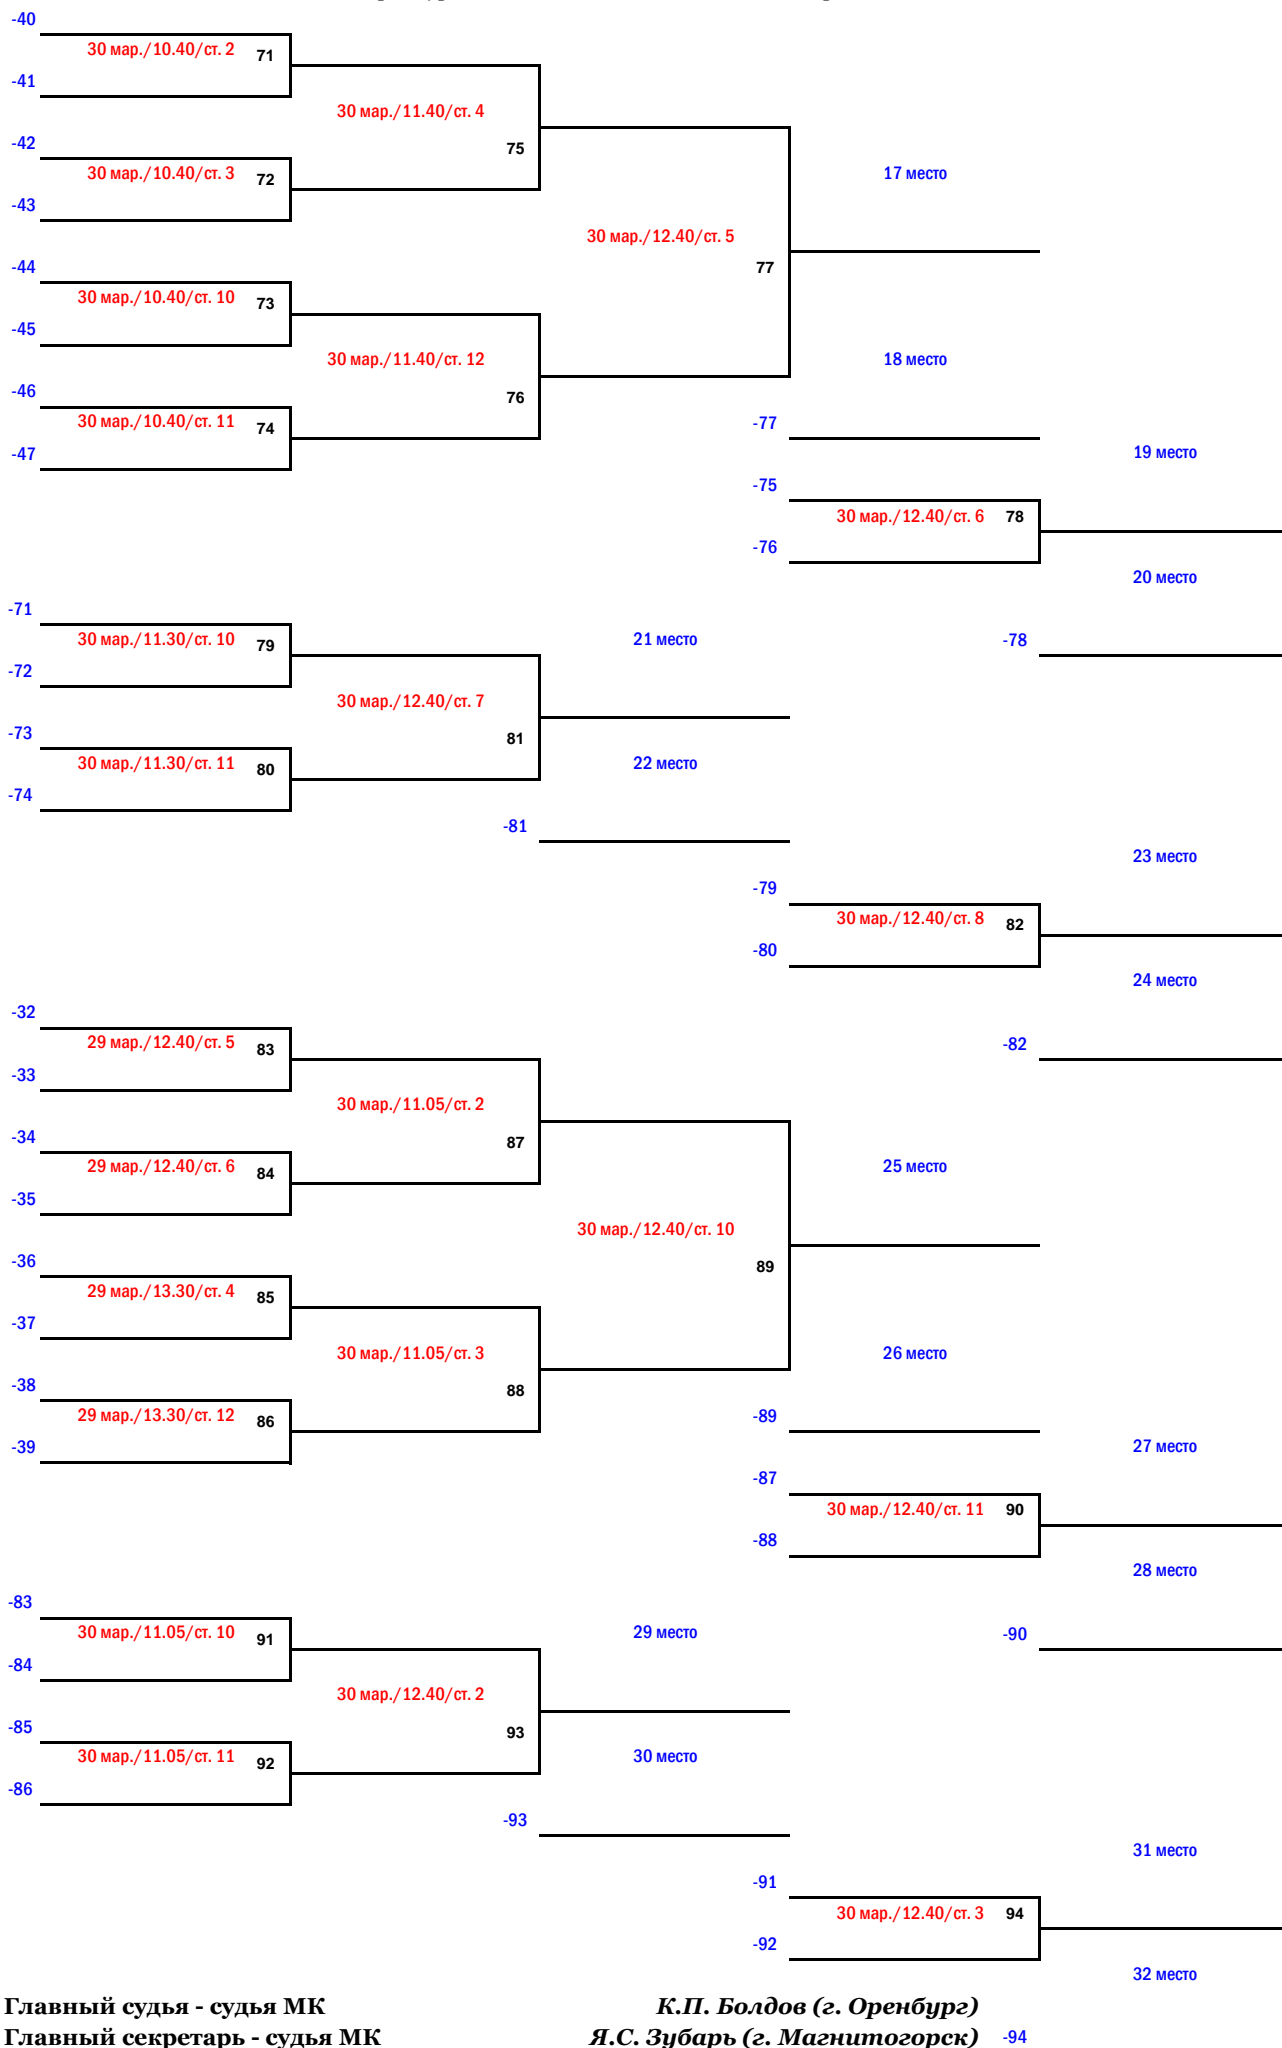 -40
30 мар./10.40/ст. 2 71
-41
30 мар./11.40/ст. 4
75
-42
30 мар./10.40/ст. 3 72
17 место
-43
30 мар./12.40/ст. 5
77
-44
30 мар./10.40/ст. 10 73
-45
30 мар./11.40/ст. 12
18 место
-46
76
30 мар./10.40/ст. 11 74
-77
-47
19 место
-75
30 мар./12.40/ст. 6 78
-76
20 место
-71
30 мар./11.30/ст. 10 79
21 место
-78
-72
30 мар./12.40/ст. 7
-73
81
30 мар./11.30/ст. 11 80
22 место
-74
-81
23 место
-79
30 мар./12.40/ст. 8 82
-80
24 место
-32
29 мар./12.40/ст. 5 83
-82
-33
30 мар./11.05/ст. 2
-34
87
29 мар./12.40/ст. 6 84
25 место
-35
30 мар./12.40/ст. 10
-36
89
29 мар./13.30/ст. 4 85
-37
30 мар./11.05/ст. 3
26 место
-38
88
29 мар./13.30/ст. 12 86
-89
-39
27 место
-87
30 мар./12.40/ст. 11 90
-88
28 место
-83
30 мар./11.05/ст. 10 91
29 место
-90
-84
30 мар./12.40/ст. 2
-85
93
30 мар./11.05/ст. 11 92
30 место
-86
-93
31 место
-91
30 мар./12.40/ст. 3 94
-92
32 место
Главный судья - судья МК К.П. Болдов (г. Оренбург)
Главный секретарь - судья МК Я.С. Зубарь (г. Магнитогорск) -94